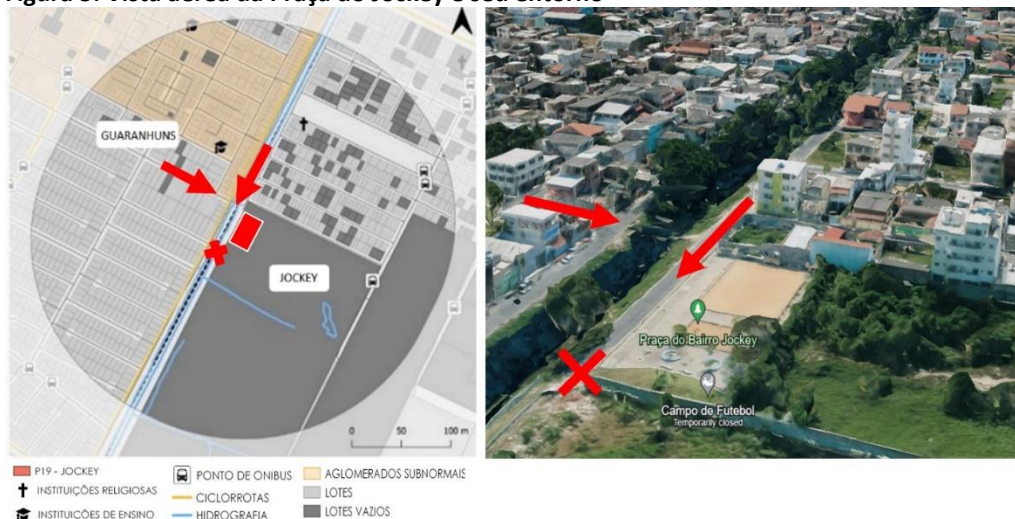 Figura 5: Vista aérea da Praça do Jockey e seu entorno
GUARANHUNS
JOCKEY
0 50 100 m
P19 - JOCKEY
INSTITUIÇÕES RELIGIOSAS
INSTITUIÇÕES DE ENSINO
PONTO DE ONIBUS
CICLORROTAS
HIDROGRAFIA
AGLOMERADOS SUBNORMAIS
LOTES
LOTES VAZIOS
Praça do Bairro Jockey
Campo de Futebol
Temporarily closed